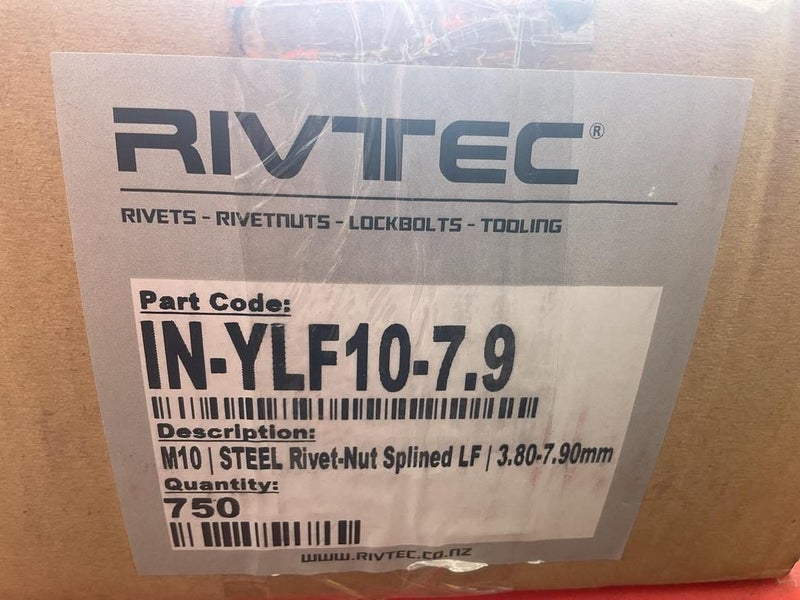 RIVTEC®
RIVETS - RIVETNUTS - LOCKBOLTS - TOOLING
Part Code:
IN-YLF10-7.9
Description:
M10 | STEEL Rivet-Nut Splined LF | 3.80-7.90mm
Quantity:
750
WWW.RIVTEC.CO.NZ